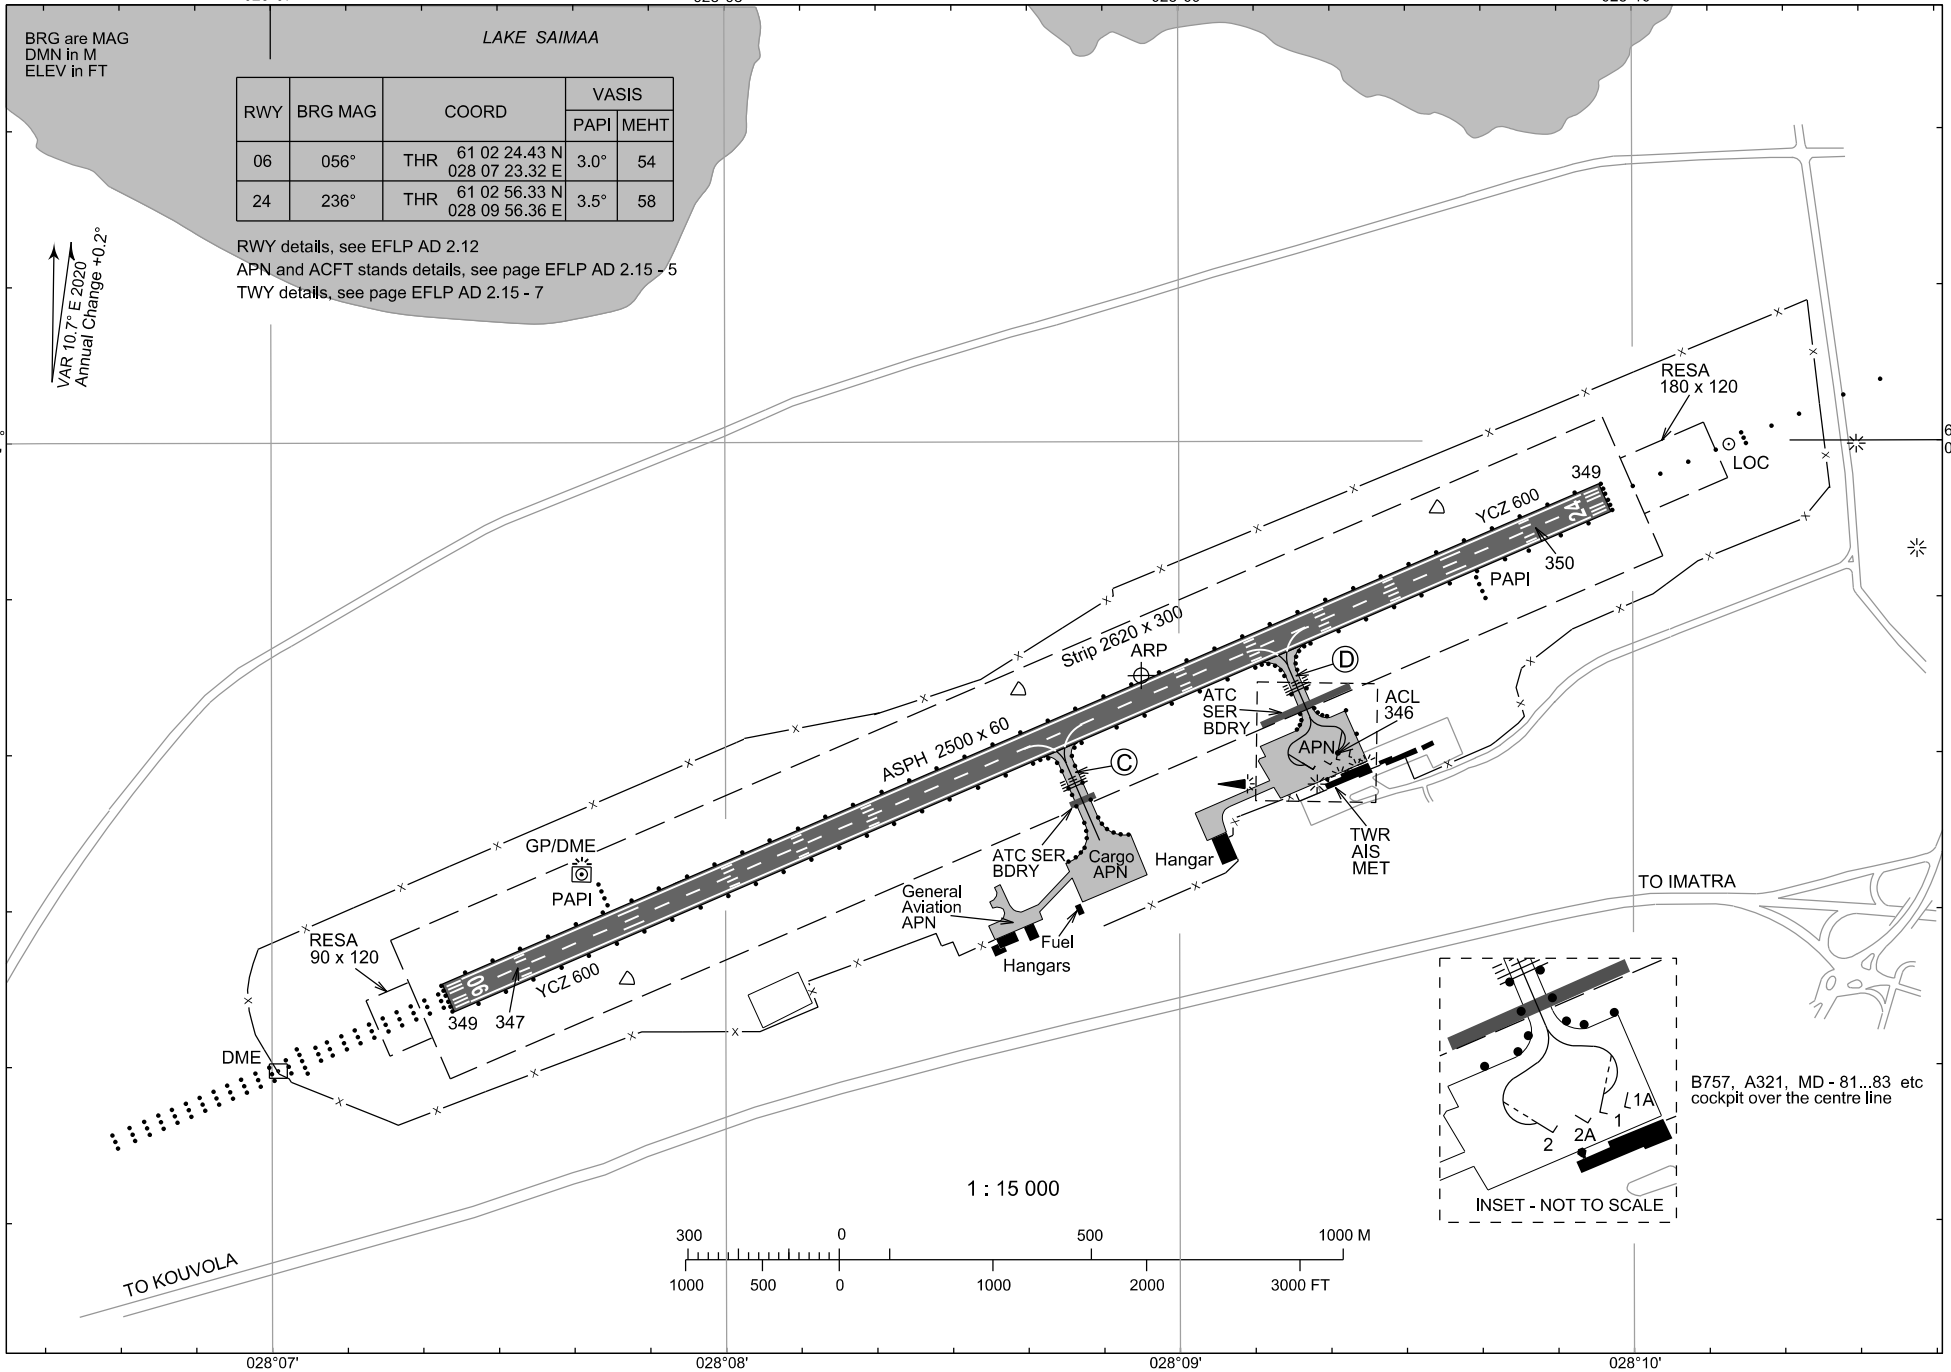 BRG are MAG
DMN in M
ELEV in FT
LAKE SAIMAA
RWY BRG MAG COORD VASIS
PAPI MEHT
06 056° THR 61 02 24.43 N 028 07 23.32 E 3.0° 54
24 236° THR 61 02 56.33 N 028 09 56.36 E 3.5° 58
RWY details, see EFLP AD 2.12
APN and ACFT stands details, see page EFLP AD 2.15 - 5
TWY details, see page EFLP AD 2.15 - 7
VAR 10.7° E 2020
Annual Change +0.2°
RESA
180 x 120
LOC
349
24
YCZ 600
350
PAPI
Strip 2620 x 300
ARP
D
ATC
SER
BDRY
ACL
346
APN
ASPH 2500 x 60
C
TWR
AIS
MET
Hangar
ATC SER
BDRY
Cargo
APN
General
Aviation
APN
Fuel
Hangars
GP/DME
PAPI
RESA
90 x 120
06
YCZ 600
349
347
DME
TO IMATRA
TO KOUVOLA
B757, A321, MD - 81...83 etc
cockpit over the centre line
1A
1
2A
2
INSET - NOT TO SCALE
1 : 15 000
300 0 500 1000 M
1000 500 0 1000 2000 3000 FT
028°07' 028°08' 028°09' 028°10'